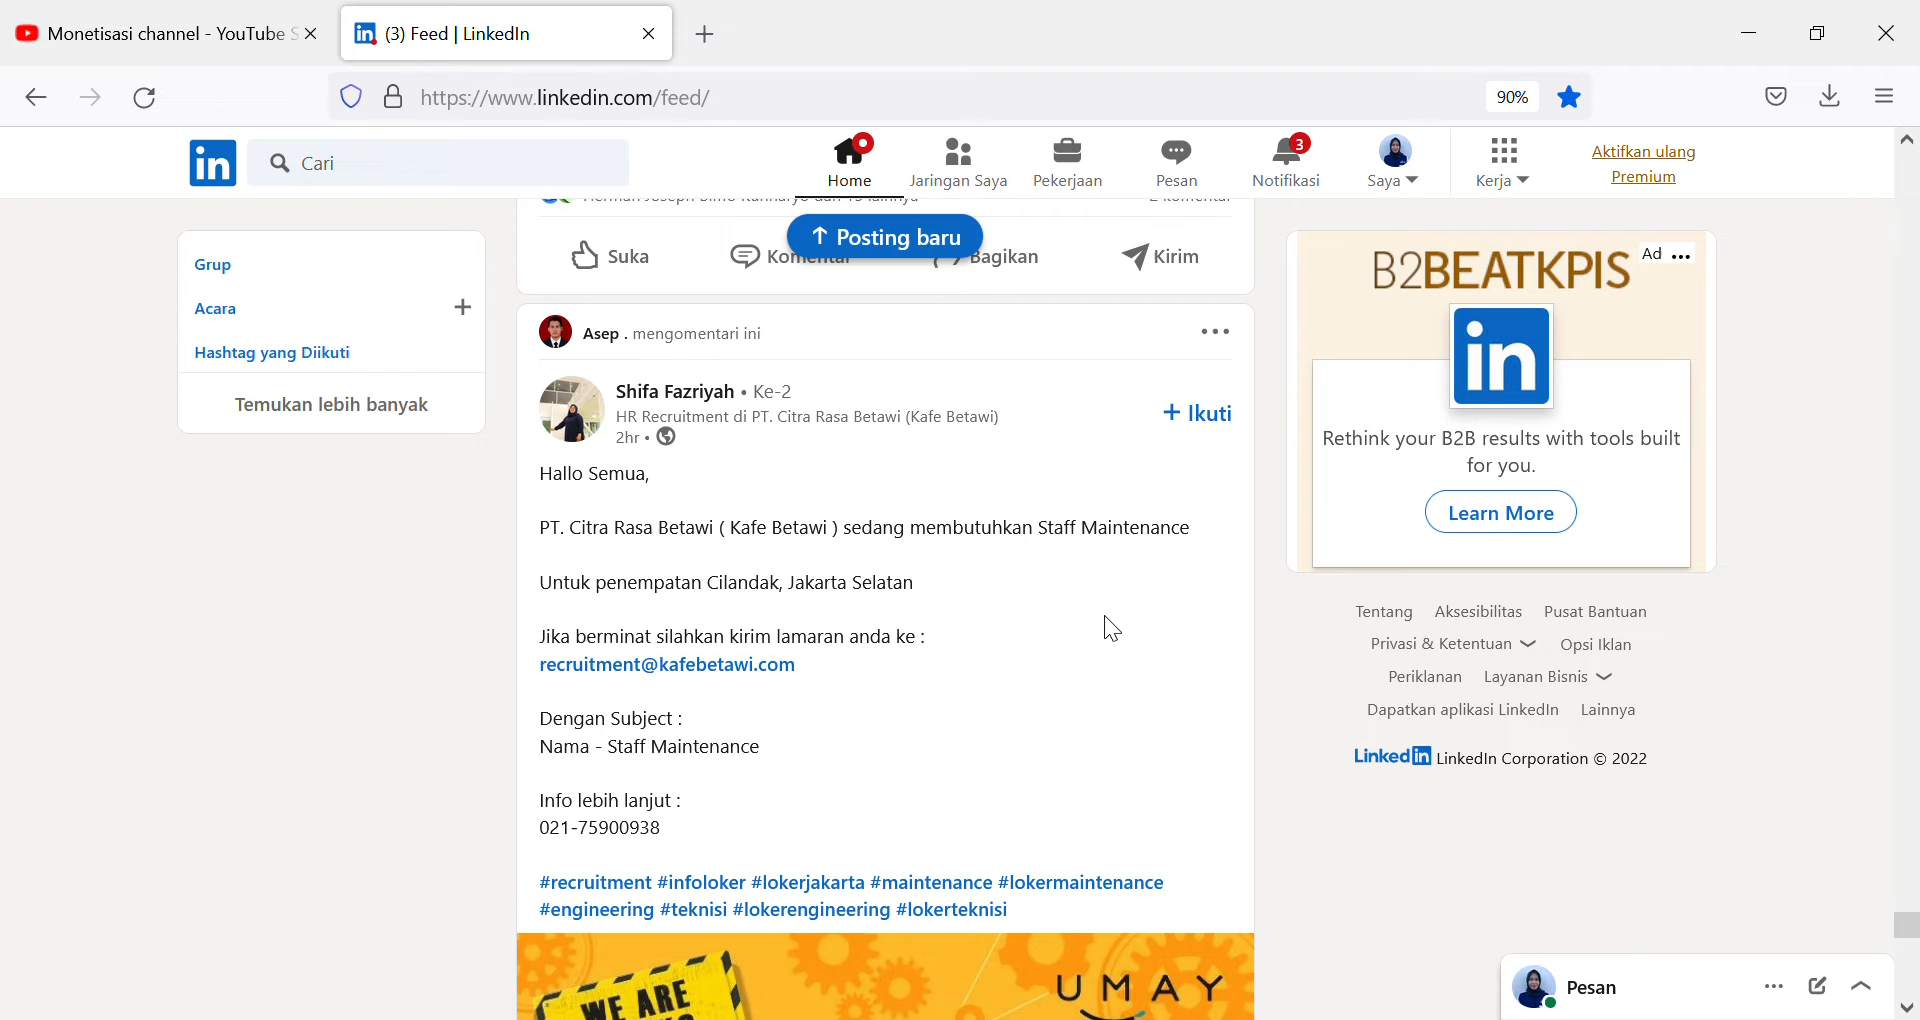 Monetisasi channel - YouTube S
(3) Feed | LinkedIn
https://www.linkedin.com/feed/
90%
in
Cari
Home
Jaringan Saya
Pekerjaan
Pesan
3
Notifikasi
Saya
Kerja
Aktifkan ulang
Premium
Posting baru
Suka
Komentar
Bagikan
Kirim
Grup
Acara
Hashtag yang Diikuti
Temukan lebih banyak
Asep . mengomentari ini
Shifa Fazriyah • Ke-2
HR Recruitment di PT. Citra Rasa Betawi (Kafe Betawi)
2hr •
+ Ikuti
Hallo Semua,
PT. Citra Rasa Betawi ( Kafe Betawi ) sedang membutuhkan Staff Maintenance
Untuk penempatan Cilandak, Jakarta Selatan
Jika berminat silahkan kirim lamaran anda ke :
recruitment@kafebetawi.com
Dengan Subject :
Nama - Staff Maintenance
Info lebih lanjut :
021-75900938
#recruitment #infoloker #lokerjakarta #maintenance #lokermaintenance
#engineering #teknisi #lokerengineering #lokerteknisi
WE ARE
UMAY
B2BEATKPIS
Ad
in
Rethink your B2B results with tools built
for you.
Learn More
Tentang Aksesibilitas Pusat Bantuan
Privasi & Ketentuan Opsi Iklan
Periklanan Layanan Bisnis
Dapatkan aplikasi LinkedIn Lainnya
LinkedIn LinkedIn Corporation © 2022
Pesan